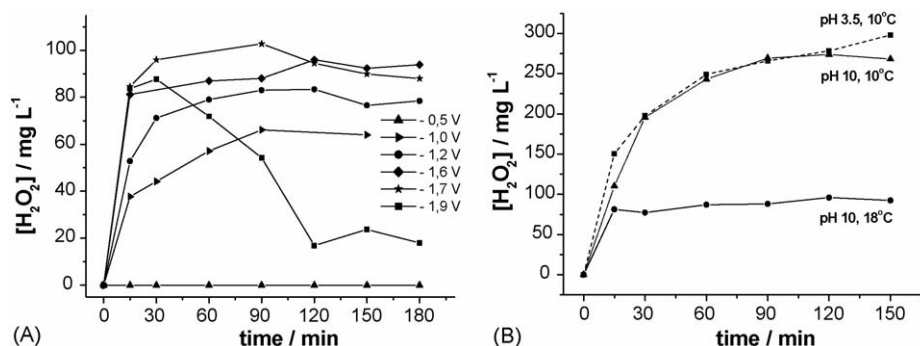 [H₂O₂] / mg L⁻¹
100
80
60
40
20
0
- 0,5 V
- 1,0 V
- 1,2 V
- 1,6 V
- 1,7 V
- 1,9 V
0 30 60 90 120 150 180
(A) time / min
[H₂O₂] / mg L⁻¹
300
250
200
150
100
50
0
pH 3.5, 10°C
pH 10, 10°C
pH 10, 18°C
0 30 60 90 120 150
(B) time / min